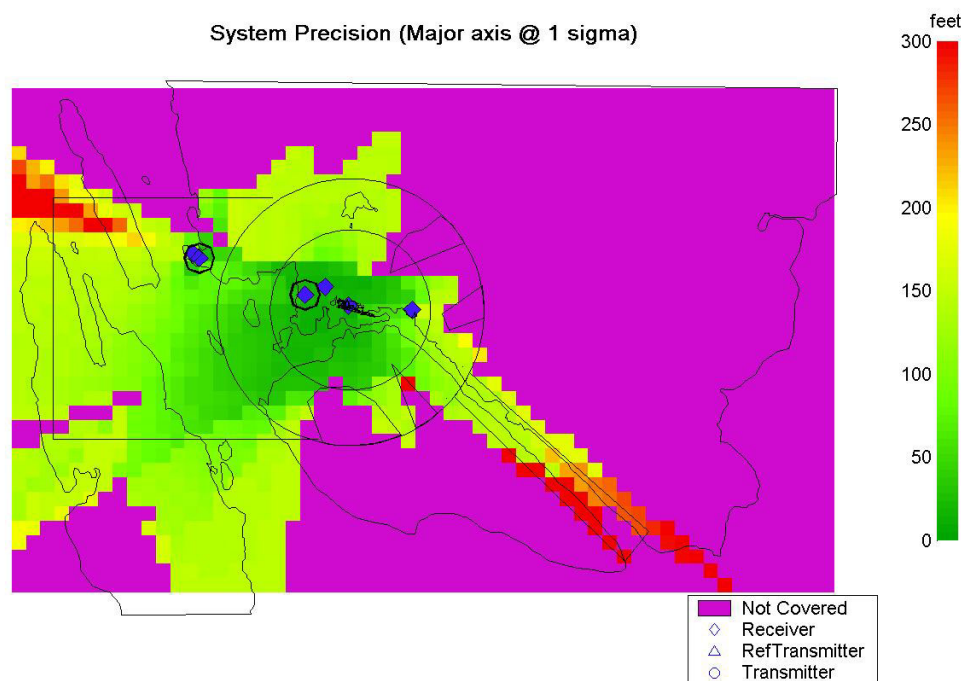 System Precision (Major axis @ 1 sigma)
feet
300
250
200
150
100
50
0
Not Covered
Receiver
RefTransmitter
Transmitter